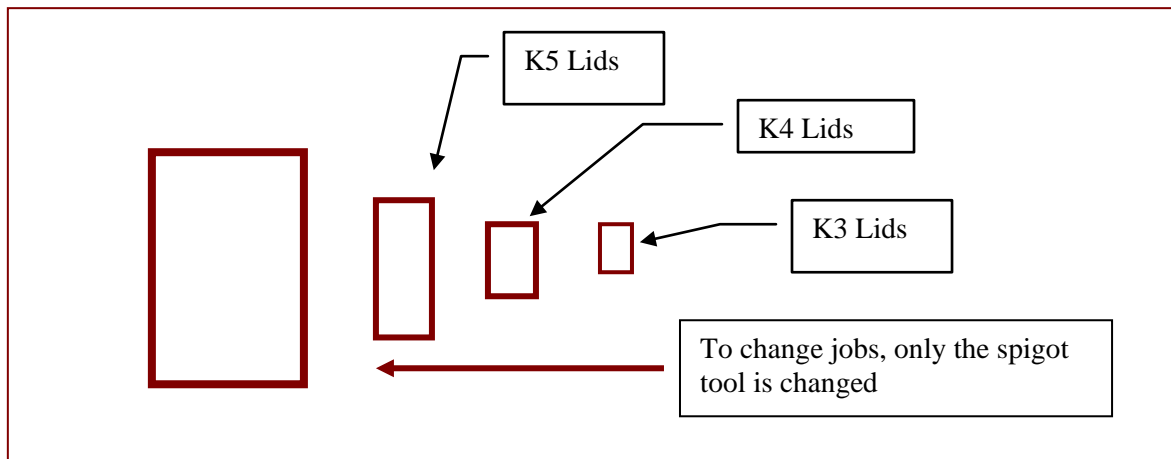 K5 Lids
K4 Lids
K3 Lids
To change jobs, only the spigot
tool is changed